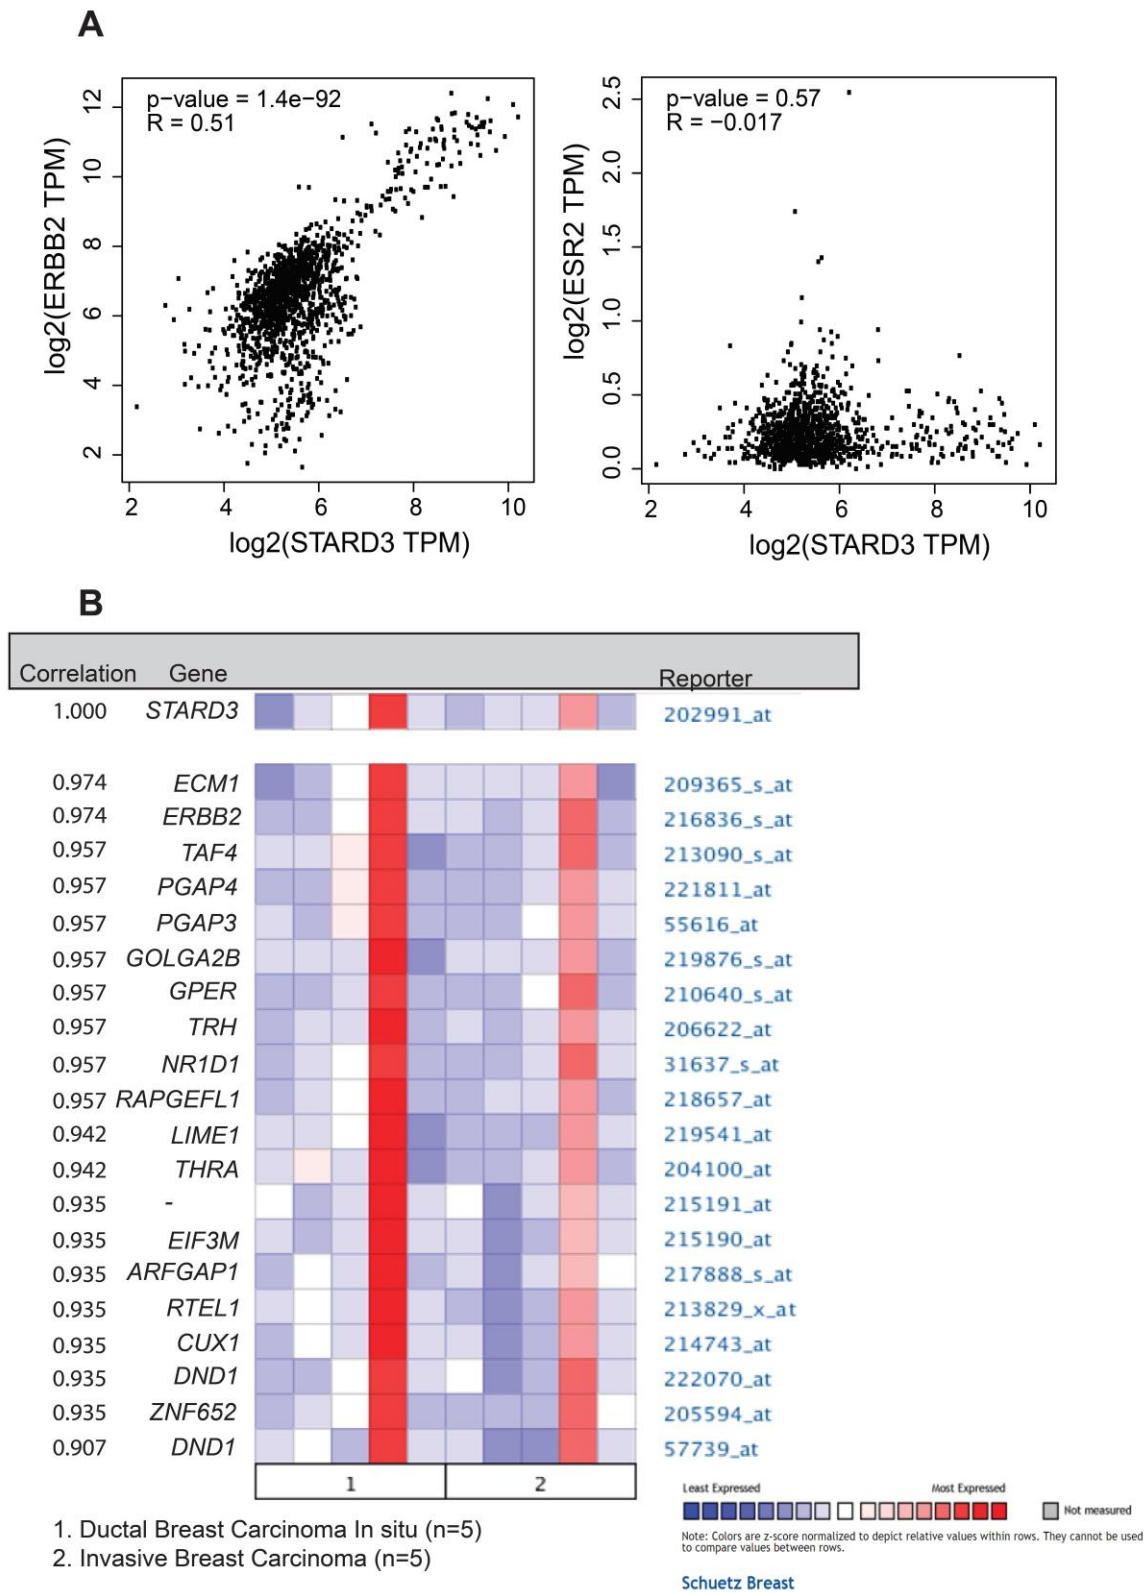 A
p−value = 1.4e−92
R = 0.51
log2(ERBB2 TPM)
12
10
8
6
4
2
2 4 6 8 10
log2(STARD3 TPM)
p−value = 0.57
R = −0.017
log2(ESR2 TPM)
2.5
2.0
1.5
1.0
0.5
0.0
2 4 6 8 10
log2(STARD3 TPM)
B
Correlation Gene Reporter
1.000 STARD3 202991_at
0.974 ECM1 209365_s_at
0.974 ERBB2 216836_s_at
0.957 TAF4 213090_s_at
0.957 PGAP4 221811_at
0.957 PGAP3 55616_at
0.957 GOLGA2B 219876_s_at
0.957 GPER 210640_s_at
0.957 TRH 206622_at
0.957 NR1D1 31637_s_at
0.957 RAPGEFL1 218657_at
0.942 LIME1 219541_at
0.942 THRA 204100_at
0.935 - 215191_at
0.935 EIF3M 215190_at
0.935 ARFGAP1 217888_s_at
0.935 RTEL1 213829_x_at
0.935 CUX1 214743_at
0.935 DND1 222070_at
0.935 ZNF652 205594_at
0.907 DND1 57739_at
1 2
1. Ductal Breast Carcinoma In situ (n=5)
2. Invasive Breast Carcinoma (n=5)
Least Expressed Most Expressed
Not measured
Note: Colors are z-score normalized to depict relative values within rows. They cannot be used
to compare values between rows.
Schuetz Breast